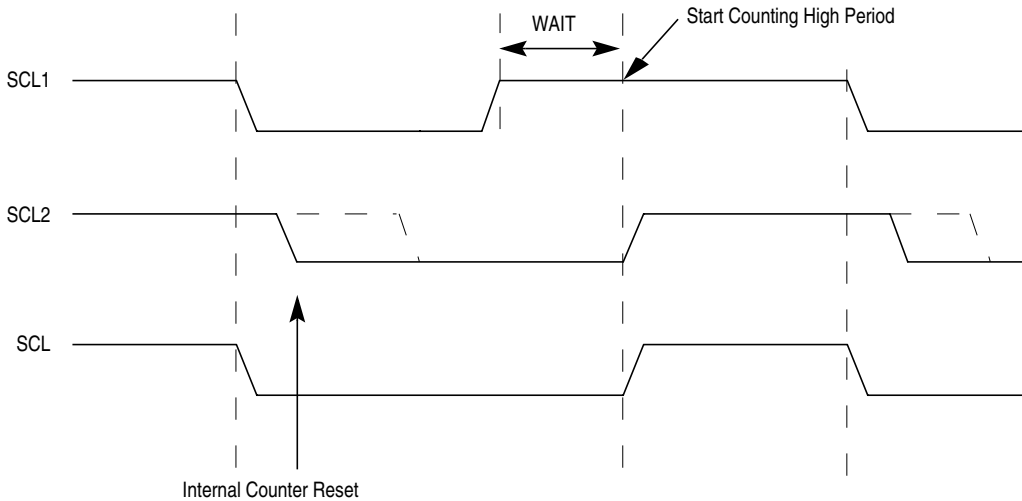 Start Counting High Period
WAIT
SCL1
SCL2
SCL
Internal Counter Reset